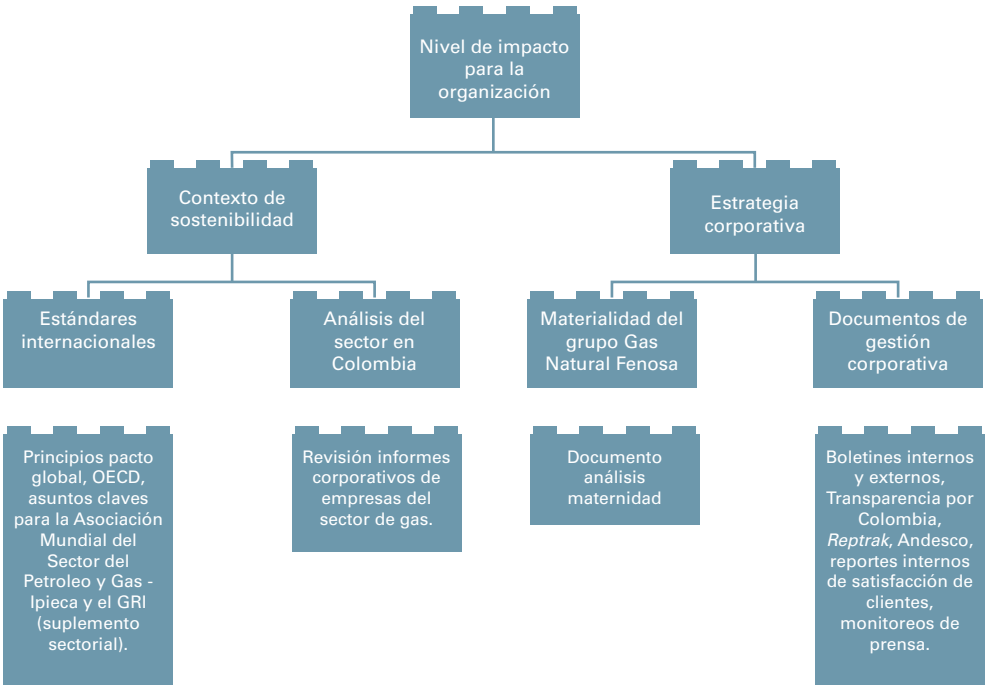 Nivel de impacto
para la
organización
Contexto de
sostenibilidad
Estrategia
corporativa
Estándares
internacionales
Análisis del
sector en
Colombia
Materialidad del
grupo Gas
Natural Fenosa
Documentos de
gestión
corporativa
Principios pacto
global, OECD,
asuntos claves
para la Asociación
Mundial del
Sector del
Petroleo y Gas -
Ipieca y el GRI
(suplemento
sectorial).
Revisión informes
corporativos de
empresas del
sector de gas.
Documento
análisis
maternidad
Boletines internos
y externos,
Transparencia por
Colombia,
Reptrak, Andesco,
reportes internos
de satisfacción de
clientes,
monitoreos de
prensa.